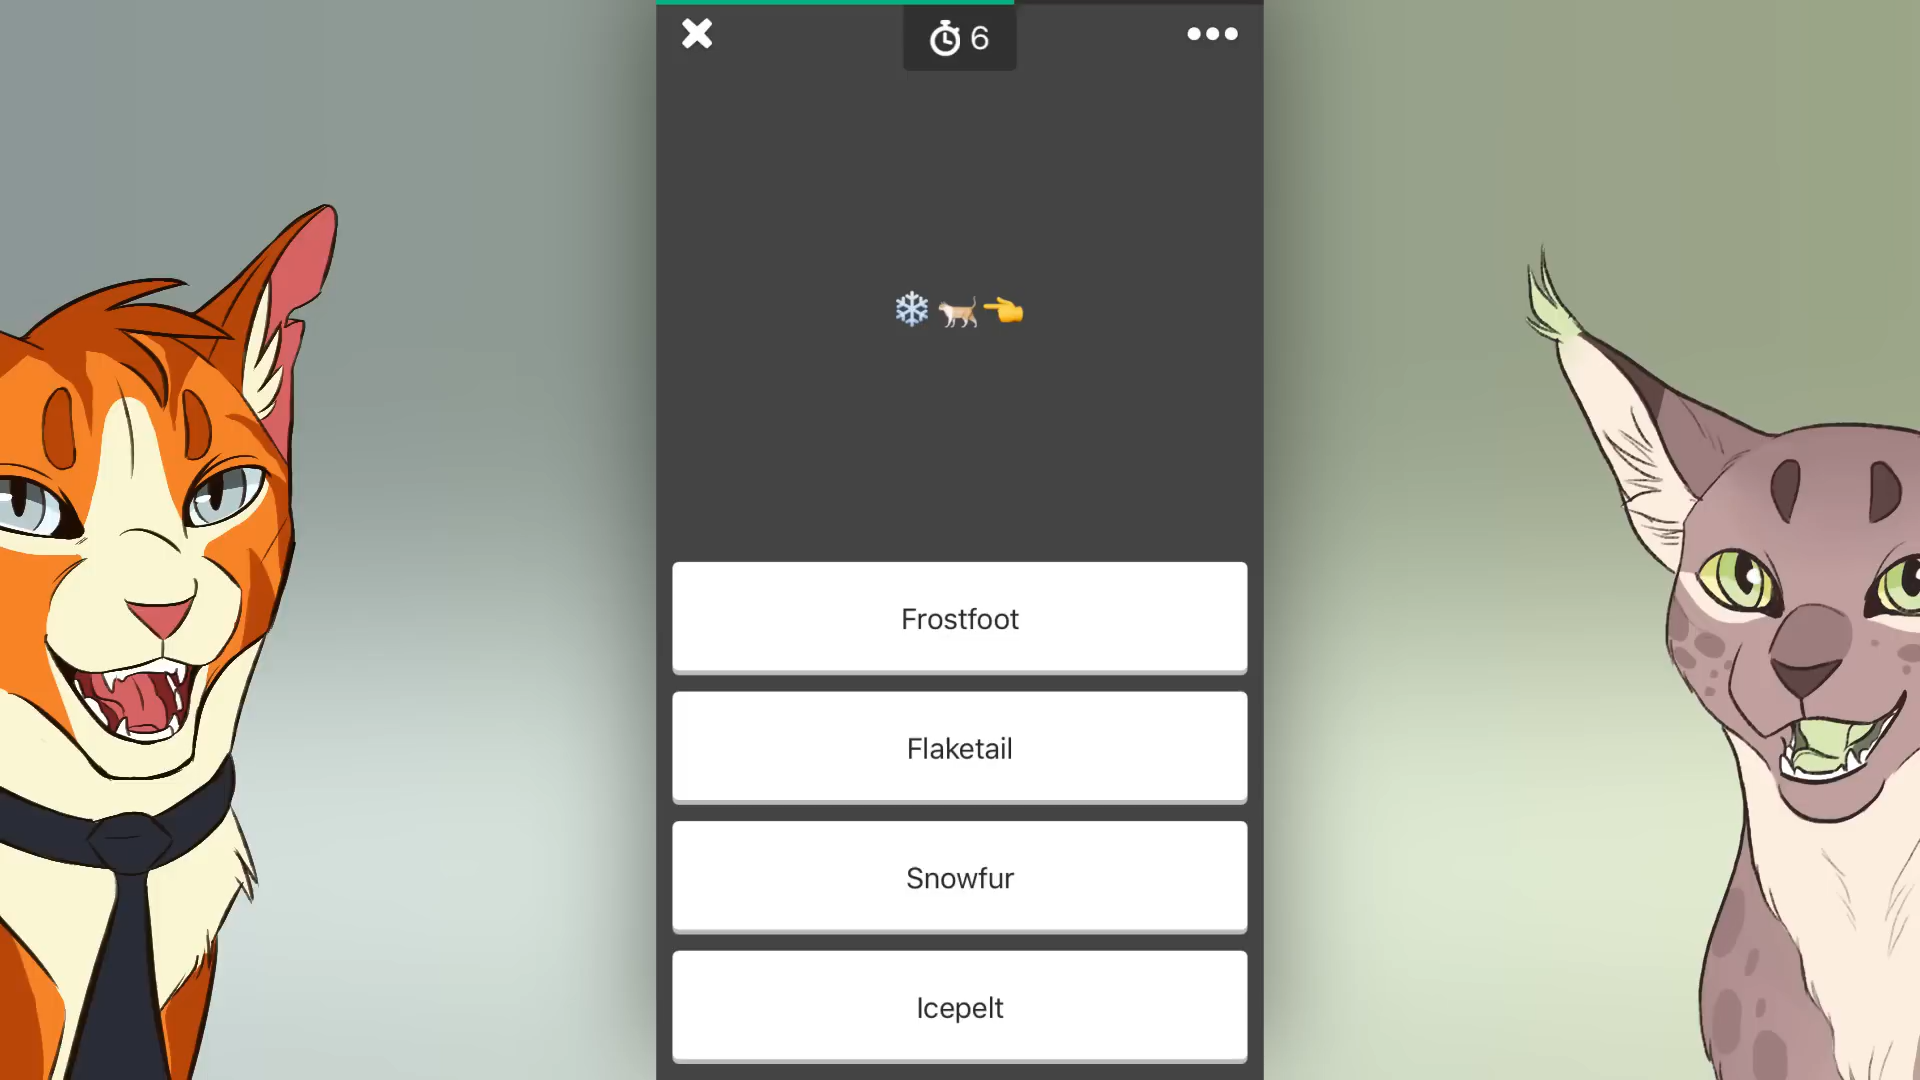 6
❄️🐈👈
Frostfoot
Flaketail
Snowfur
Icepelt